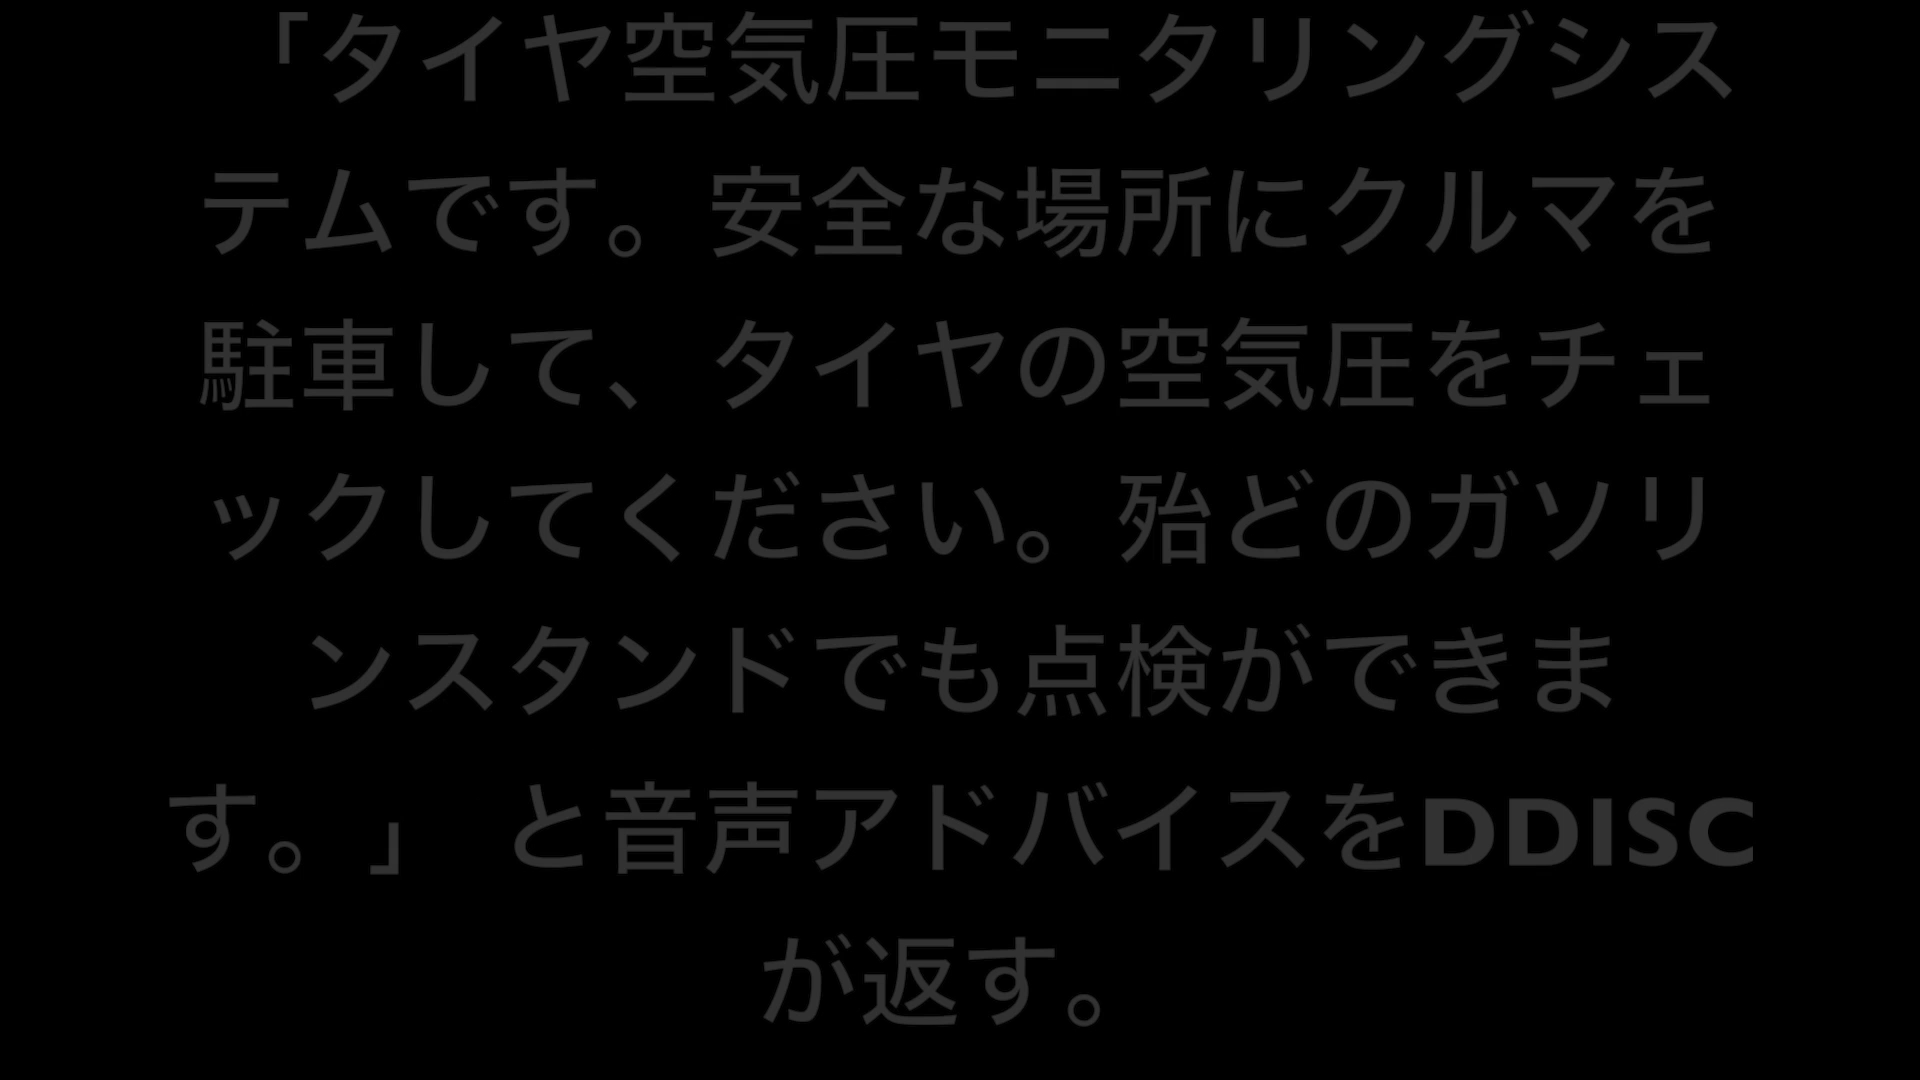 「タイヤ空気圧モニタリングシス
テムです。安全な場所にクルマを
駐車して、タイヤの空気圧をチェ
ックしてください。殆どのガソリ
ンスタンドでも点検ができま
す。」 と音声アドバイスをDDISC
が返す。